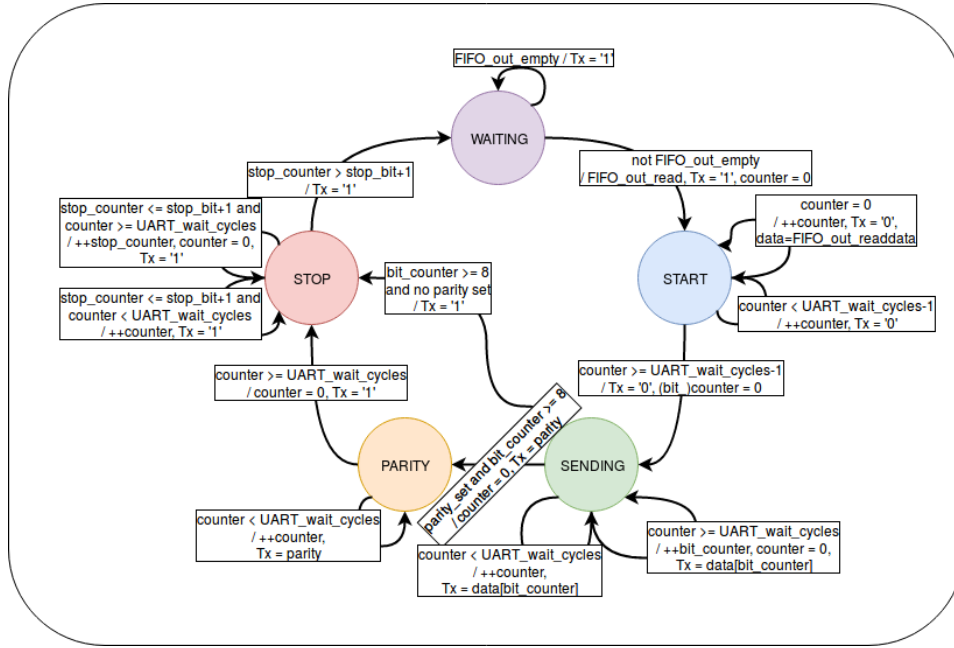 FIFO_out_empty / Tx = '1'
WAITING
not FIFO_out_empty
/ FIFO_out_read, Tx = '1', counter = 0
stop_counter > stop_bit+1
/ Tx = '1'
stop_counter <= stop_bit+1 and
counter >= UART_wait_cycles
/ ++stop_counter, counter = 0,
Tx = '1'
counter = 0
/ ++counter, Tx = '0',
data=FIFO_out_readdata
STOP
bit_counter >= 8
and no parity set
/ Tx = '1'
START
stop_counter <= stop_bit+1 and
counter < UART_wait_cycles
/ ++counter, Tx = '1'
counter < UART_wait_cycles-1
/ ++counter, Tx = '0'
counter >= UART_wait_cycles
/ counter = 0, Tx = '1'
counter >= UART_wait_cycles-1
/ Tx = '0', (bit_)counter = 0
PARITY
parity_set and bit_counter >= 8
/ counter = 0, Tx = parity
SENDING
counter < UART_wait_cycles
/ ++counter,
Tx = parity
counter < UART_wait_cycles
/ ++counter,
Tx = data[bit_counter]
counter >= UART_wait_cycles
/ ++bit_counter, counter = 0,
Tx = data[bit_counter]